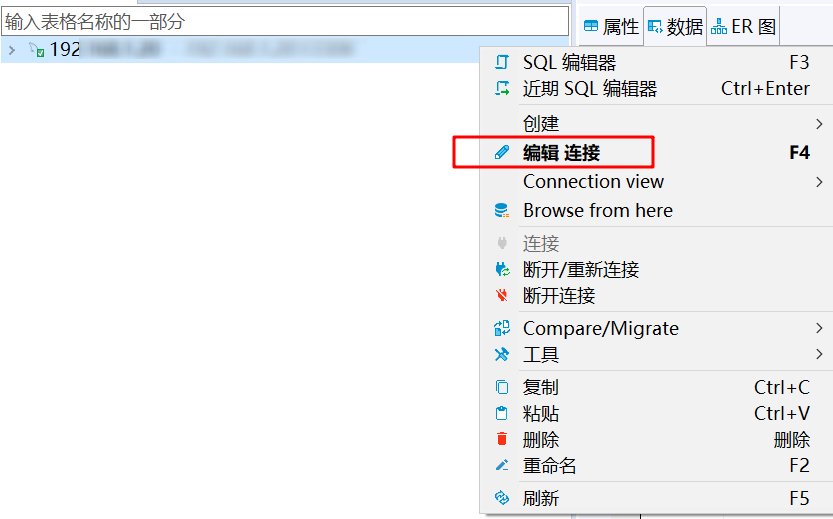 输入表格名称的一部分
属性 数据 ER 图
192
SQL 编辑器 F3
近期 SQL 编辑器 Ctrl+Enter
创建
编辑 连接 F4
Connection view
Browse from here
连接
断开/重新连接
断开连接
Compare/Migrate
工具
复制 Ctrl+C
粘贴 Ctrl+V
删除 删除
重命名 F2
刷新 F5